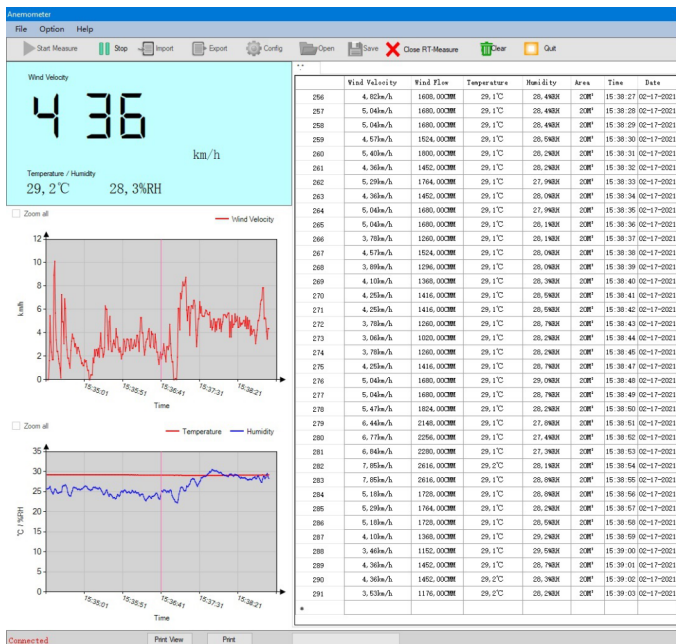 Anemometer
File Option Help
Start Measure Stop Import Export Config Open Save Close RT-Measure Clear Quit
Wind Velocity
4 36
km/h
Temperature / Humidity
29,2℃ 28,3%RH
Zoom all
Wind Velocity
12
10
8
6
4
2
0
km/h
15:35:01 15:35:51 15:36:41 15:37:31 15:38:21
Time
Zoom all
Temperature Humidity
35
30
25
20
15
10
5
0
℃ / %RH
15:35:01 15:35:51 15:36:41 15:37:31 15:38:21
Time
Wind Velocity Wind Flow Temperature Humidity Area Time Date
256 4,82km/h 1608,00CMM 29,1℃ 28,4%RH 20M² 15:38:27 02-17-2021
257 5,04km/h 1680,00CMM 29,1℃ 28,4%RH 20M² 15:38:28 02-17-2021
258 5,04km/h 1680,00CMM 29,1℃ 28,4%RH 20M² 15:38:29 02-17-2021
259 4,57km/h 1524,00CMM 29,1℃ 28,5%RH 20M² 15:38:30 02-17-2021
260 5,40km/h 1800,00CMM 29,1℃ 28,2%RH 20M² 15:38:31 02-17-2021
261 4,36km/h 1452,00CMM 29,1℃ 28,2%RH 20M² 15:38:32 02-17-2021
262 5,29km/h 1764,00CMM 29,1℃ 27,9%RH 20M² 15:38:33 02-17-2021
263 4,36km/h 1452,00CMM 29,1℃ 28,0%RH 20M² 15:38:34 02-17-2021
264 5,04km/h 1680,00CMM 29,1℃ 27,9%RH 20M² 15:38:35 02-17-2021
265 5,04km/h 1680,00CMM 29,1℃ 28,1%RH 20M² 15:38:36 02-17-2021
266 3,78km/h 1260,00CMM 29,1℃ 28,1%RH 20M² 15:38:37 02-17-2021
267 4,57km/h 1524,00CMM 29,1℃ 28,0%RH 20M² 15:38:38 02-17-2021
268 3,89km/h 1296,00CMM 29,1℃ 28,0%RH 20M² 15:38:39 02-17-2021
269 4,10km/h 1368,00CMM 29,1℃ 28,3%RH 20M² 15:38:40 02-17-2021
270 4,25km/h 1416,00CMM 29,1℃ 28,5%RH 20M² 15:38:41 02-17-2021
271 4,25km/h 1416,00CMM 29,1℃ 28,5%RH 20M² 15:38:42 02-17-2021
272 3,78km/h 1260,00CMM 29,1℃ 28,7%RH 20M² 15:38:43 02-17-2021
273 3,06km/h 1020,00CMM 29,1℃ 28,2%RH 20M² 15:38:44 02-17-2021
274 3,78km/h 1260,00CMM 29,1℃ 28,2%RH 20M² 15:38:45 02-17-2021
275 4,25km/h 1416,00CMM 29,1℃ 28,7%RH 20M² 15:38:47 02-17-2021
276 5,04km/h 1680,00CMM 29,1℃ 29,0%RH 20M² 15:38:48 02-17-2021
277 5,04km/h 1680,00CMM 29,1℃ 28,7%RH 20M² 15:38:49 02-17-2021
278 5,47km/h 1824,00CMM 29,1℃ 28,2%RH 20M² 15:38:50 02-17-2021
279 6,44km/h 2148,00CMM 29,1℃ 27,8%RH 20M² 15:38:51 02-17-2021
280 6,77km/h 2256,00CMM 29,1℃ 27,4%RH 20M² 15:38:52 02-17-2021
281 6,84km/h 2280,00CMM 29,1℃ 27,3%RH 20M² 15:38:53 02-17-2021
282 7,85km/h 2616,00CMM 29,2℃ 28,1%RH 20M² 15:38:54 02-17-2021
283 7,85km/h 2616,00CMM 29,1℃ 28,8%RH 20M² 15:38:55 02-17-2021
284 5,18km/h 1728,00CMM 29,1℃ 28,8%RH 20M² 15:38:56 02-17-2021
285 5,29km/h 1764,00CMM 29,1℃ 28,2%RH 20M² 15:38:57 02-17-2021
286 5,18km/h 1728,00CMM 29,1℃ 28,5%RH 20M² 15:38:58 02-17-2021
287 4,10km/h 1368,00CMM 29,1℃ 29,2%RH 20M² 15:38:59 02-17-2021
288 3,46km/h 1152,00CMM 29,1℃ 29,5%RH 20M² 15:39:00 02-17-2021
289 4,36km/h 1452,00CMM 29,1℃ 28,7%RH 20M² 15:39:01 02-17-2021
290 4,36km/h 1452,00CMM 29,2℃ 28,3%RH 20M² 15:39:02 02-17-2021
291 3,53km/h 1176,00CMM 29,2℃ 28,2%RH 20M² 15:39:03 02-17-2021
*
Connected Print View Print